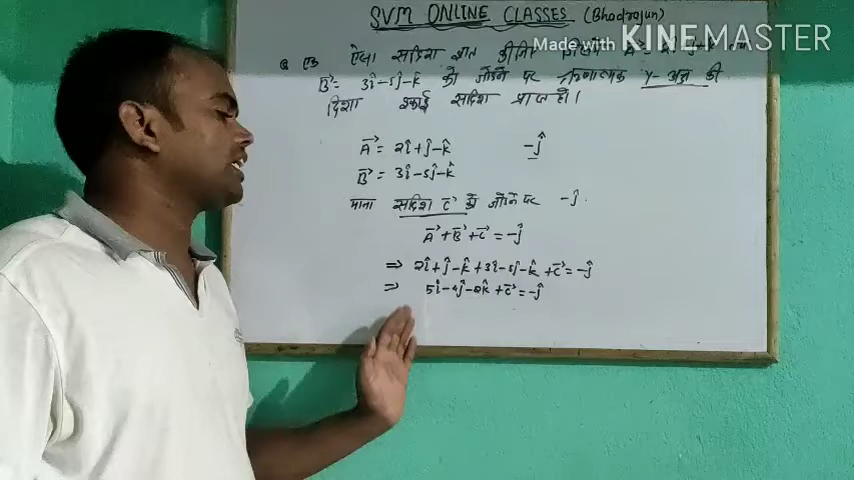 SVM ONLINE CLASSES (Bhadrajun)
Made with KINEMASTER
ऐसा सदिश ज्ञात कीजिए जिसको
B⃗ = 3î-5ĵ-k̂ को जोड़ने पर ऋणात्मक Y-अक्ष की
दिशा इकाई सदिश प्राप्त हो।
A⃗ = 2î+ĵ-k̂ -ĵ
B⃗ = 3î-5ĵ-k̂
माना सदिश C⃗ को जोड़ने पर -ĵ.
A⃗+B⃗+C⃗=-ĵ
⇒ 2î+ĵ-k̂+3î-5ĵ-k̂+C⃗=-ĵ
⇒ 5î-4ĵ-2k̂+C⃗=-ĵ